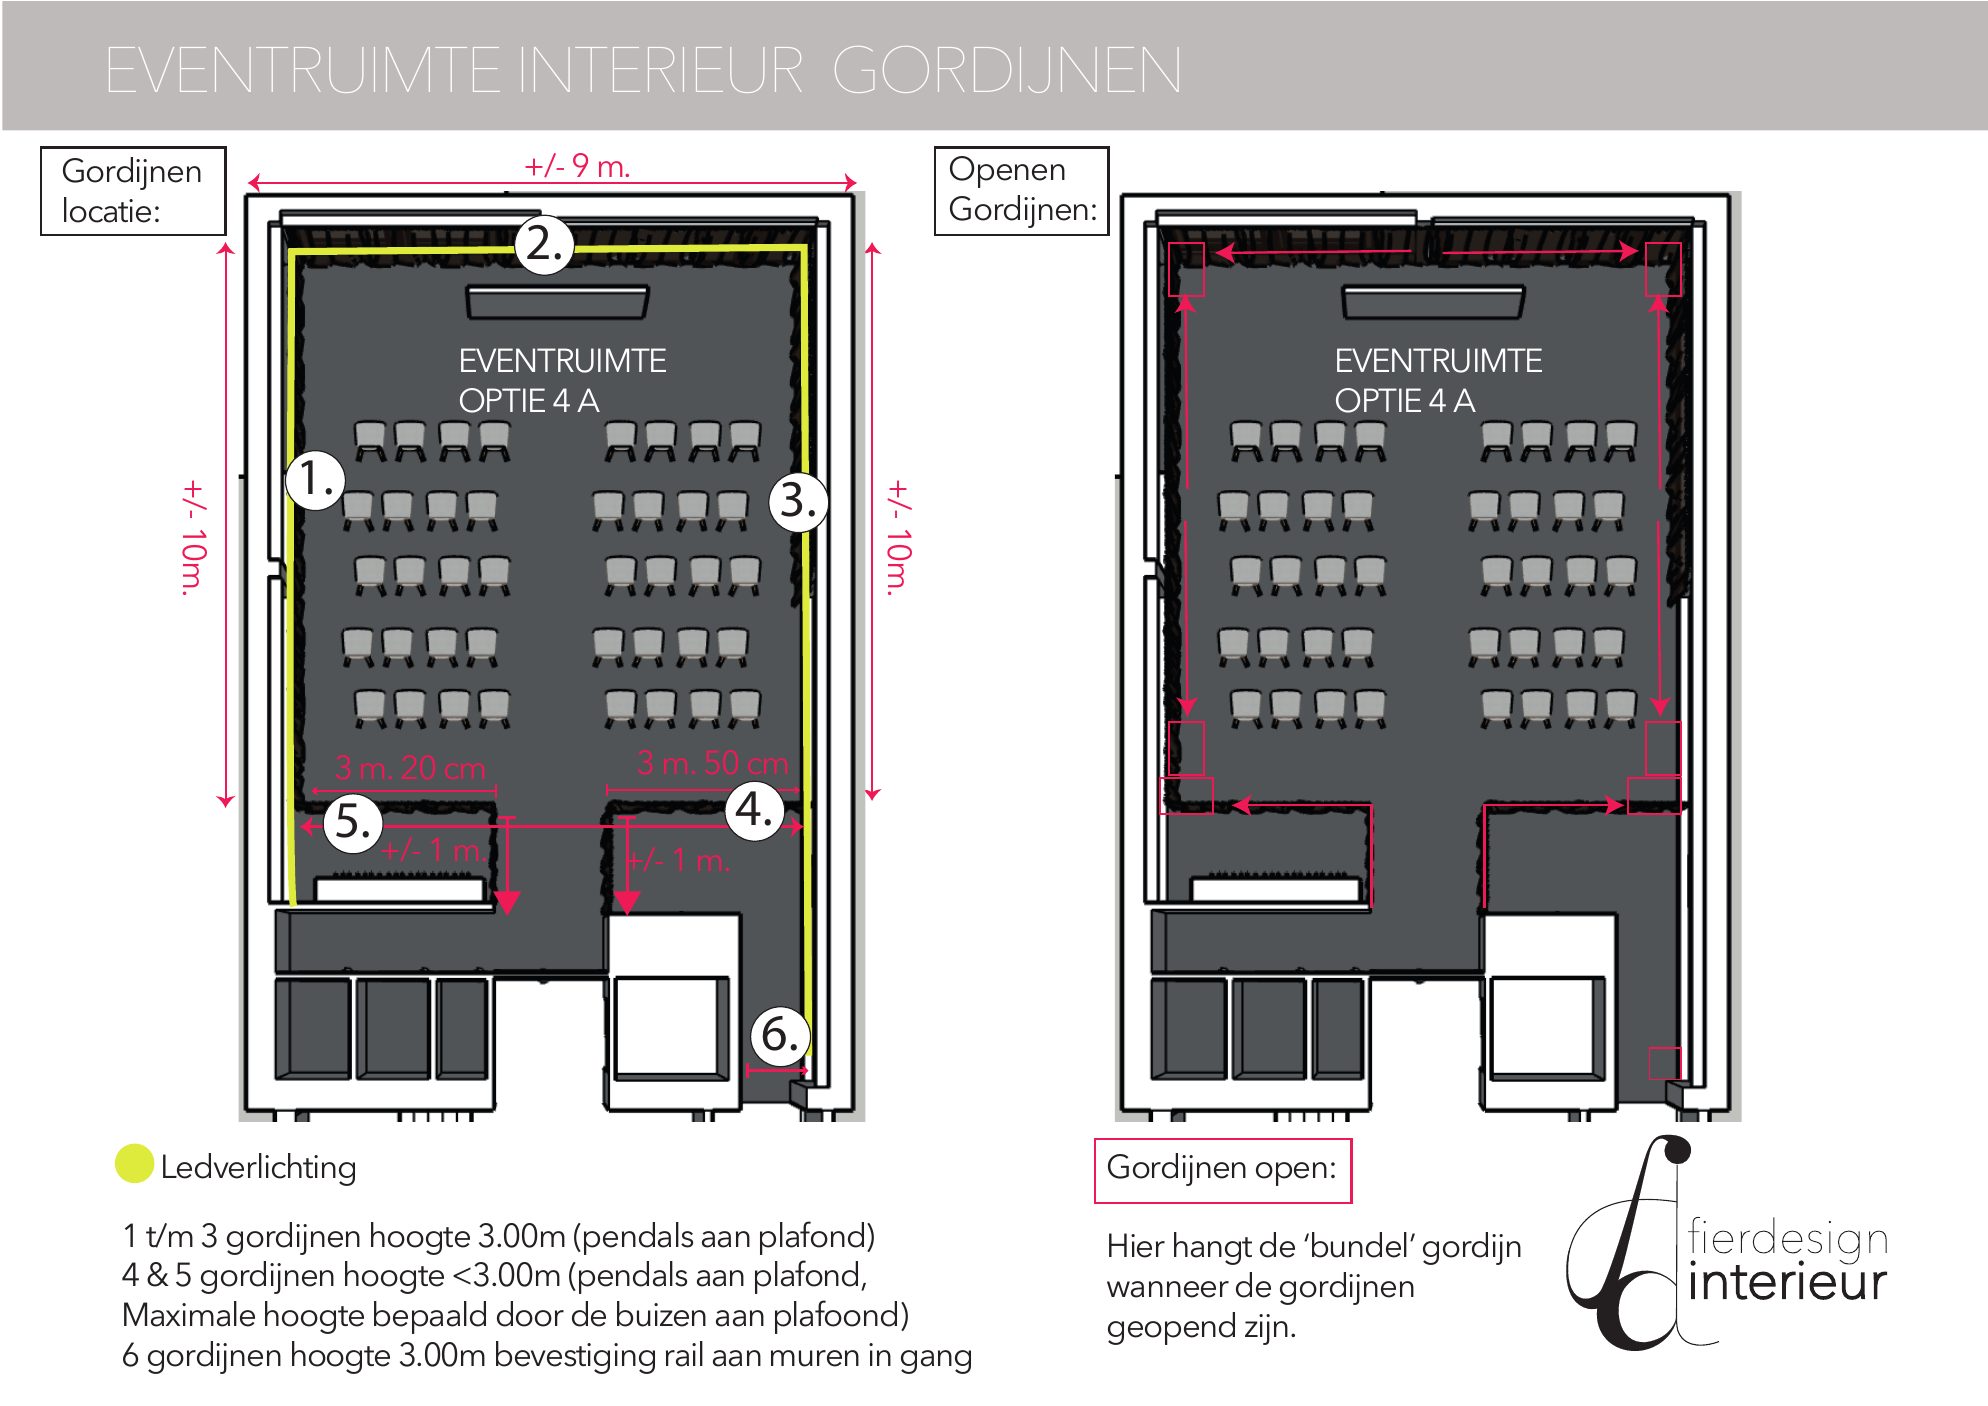 EVENTRUIMTE INTERIEUR GORDIJNEN
Gordijnen
locatie:
+/- 9 m.
2.
EVENTRUIMTE
OPTIE 4 A
1.
3.
+/- 10m.
+/- 10m.
3 m. 20 cm
3 m. 50 cm
5.
4.
+/- 1 m.
+/- 1 m.
6.
Openen
Gordijnen:
EVENTRUIMTE
OPTIE 4 A
Ledverlichting
1 t/m 3 gordijnen hoogte 3.00m (pendals aan plafond)
4 & 5 gordijnen hoogte <3.00m (pendals aan plafond,
Maximale hoogte bepaald door de buizen aan plafoond)
6 gordijnen hoogte 3.00m bevestiging rail aan muren in gang
Gordijnen open:
Hier hangt de ‘bundel’ gordijn
wanneer de gordijnen
geopend zijn.
fierdesign
interieur